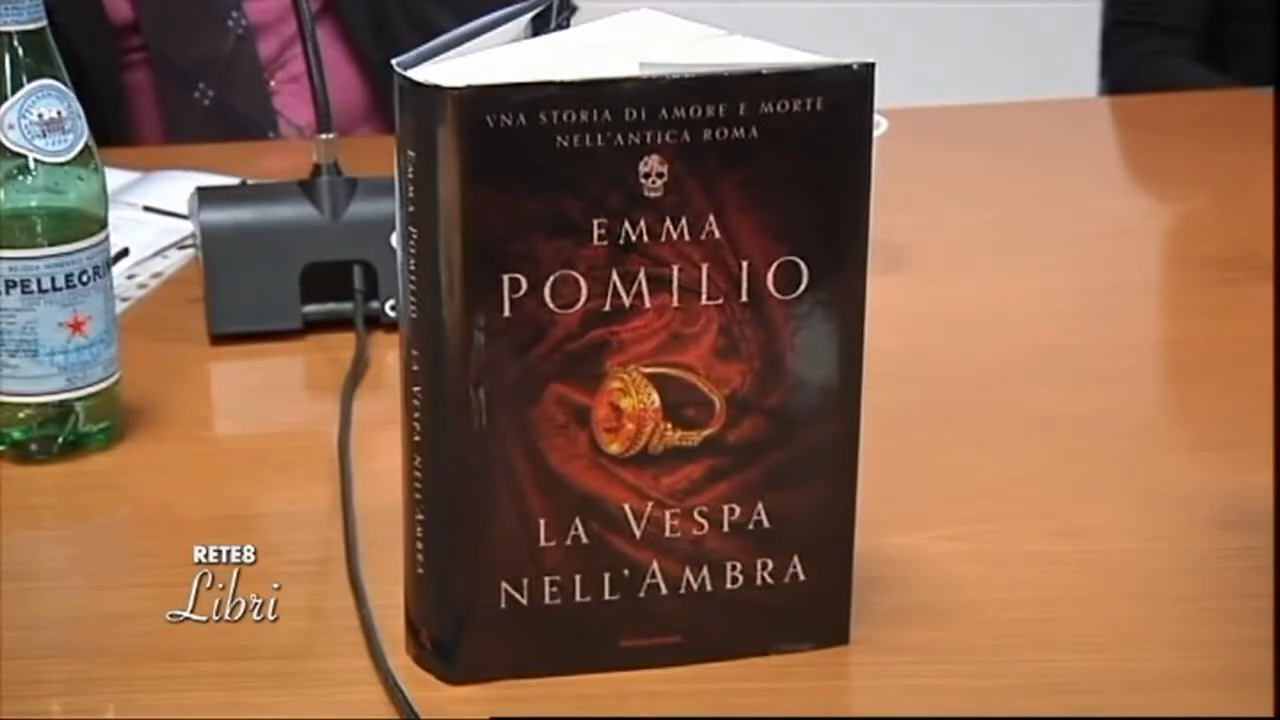 VNA STORIA DI AMORE E MORTE
NELL'ANTICA ROMA
EMMA
POMILIO
LA VESPA
NELL'AMBRA
EMMA POMILIO LA VESPA NELL'AMBRA
PELLEGRIN
RETE8
Libri